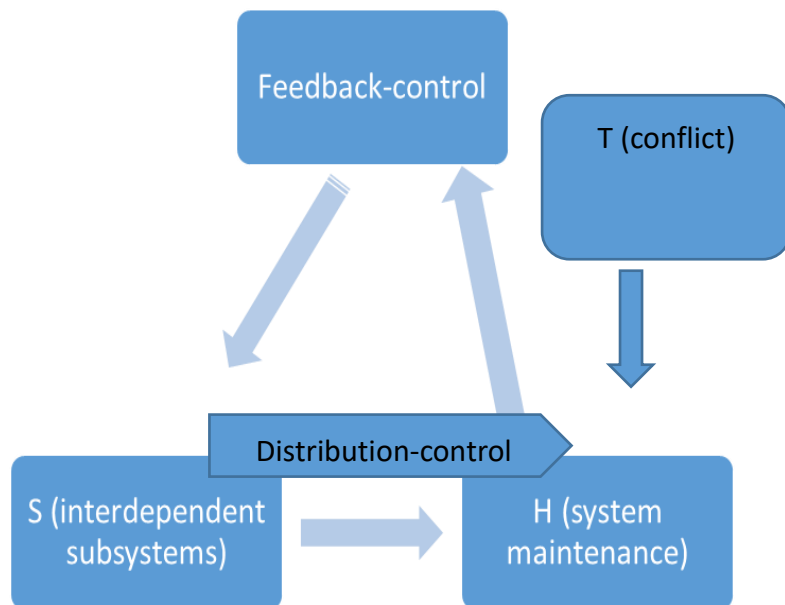 Feedback-control
T (conflict)
Distribution-control
S (interdependent
subsystems)
H (system
maintenance)